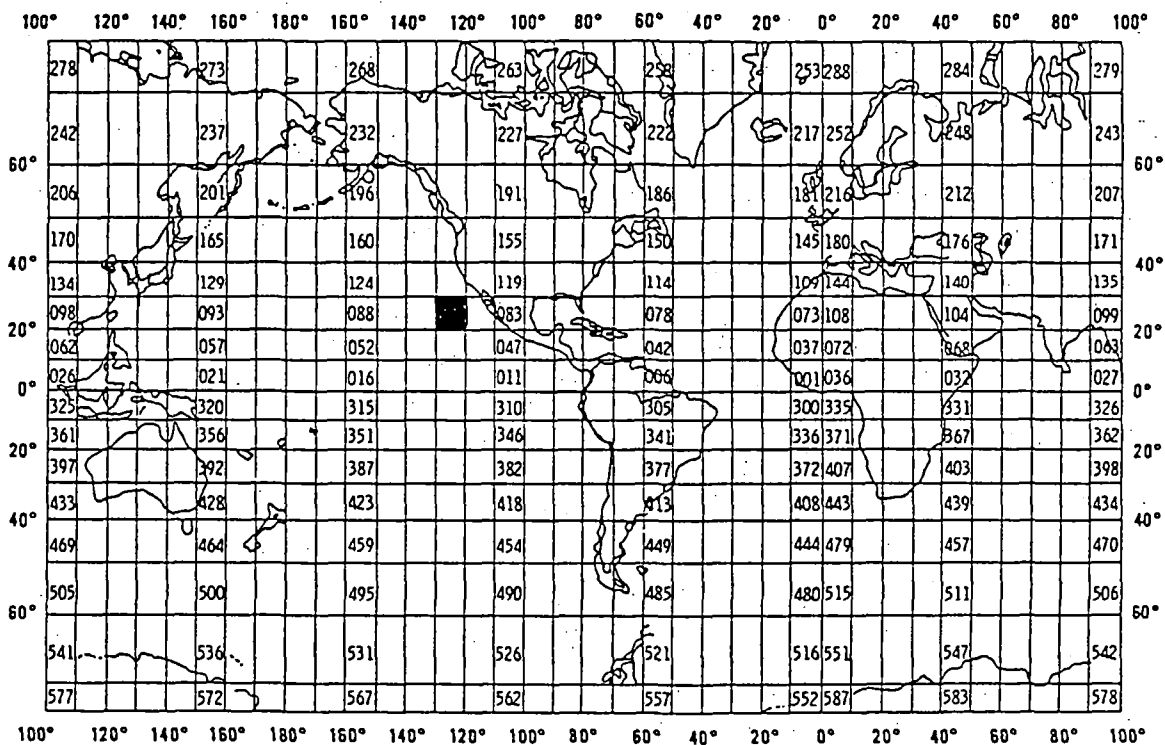 100° 120° 140° 160° 180° 160° 140° 120° 100° 80° 60° 40° 20° 0° 20° 40° 60° 80° 100°
278 273 268 263 258 253 288 284 279
242 237 232 227 222 217 252 248 243
60° 60°
206 201 196 191 186 181 216 212 207
170 165 160 155 150 145 180 176 171
40° 40°
134 129 124 119 114 109 144 140 135
098 093 088 083 078 073 108 104 099
20° 20°
062 057 052 047 042 037 072 068 063
026 021 016 011 006 001 036 032 027
0° 0°
325 320 315 310 305 300 335 331 326
361 356 351 346 341 336 371 367 362
20° 20°
397 392 387 382 377 372 407 403 398
433 428 423 418 413 408 443 439 434
40° 40°
469 464 459 454 449 444 479 457 470
505 500 495 490 485 480 515 511 506
60° 60°
541 536 531 526 521 516 551 547 542
577 572 567 562 557 552 587 583 578
100° 120° 140° 160° 180° 160° 140° 120° 100° 80° 60° 40° 20° 0° 20° 40° 60° 80° 100°